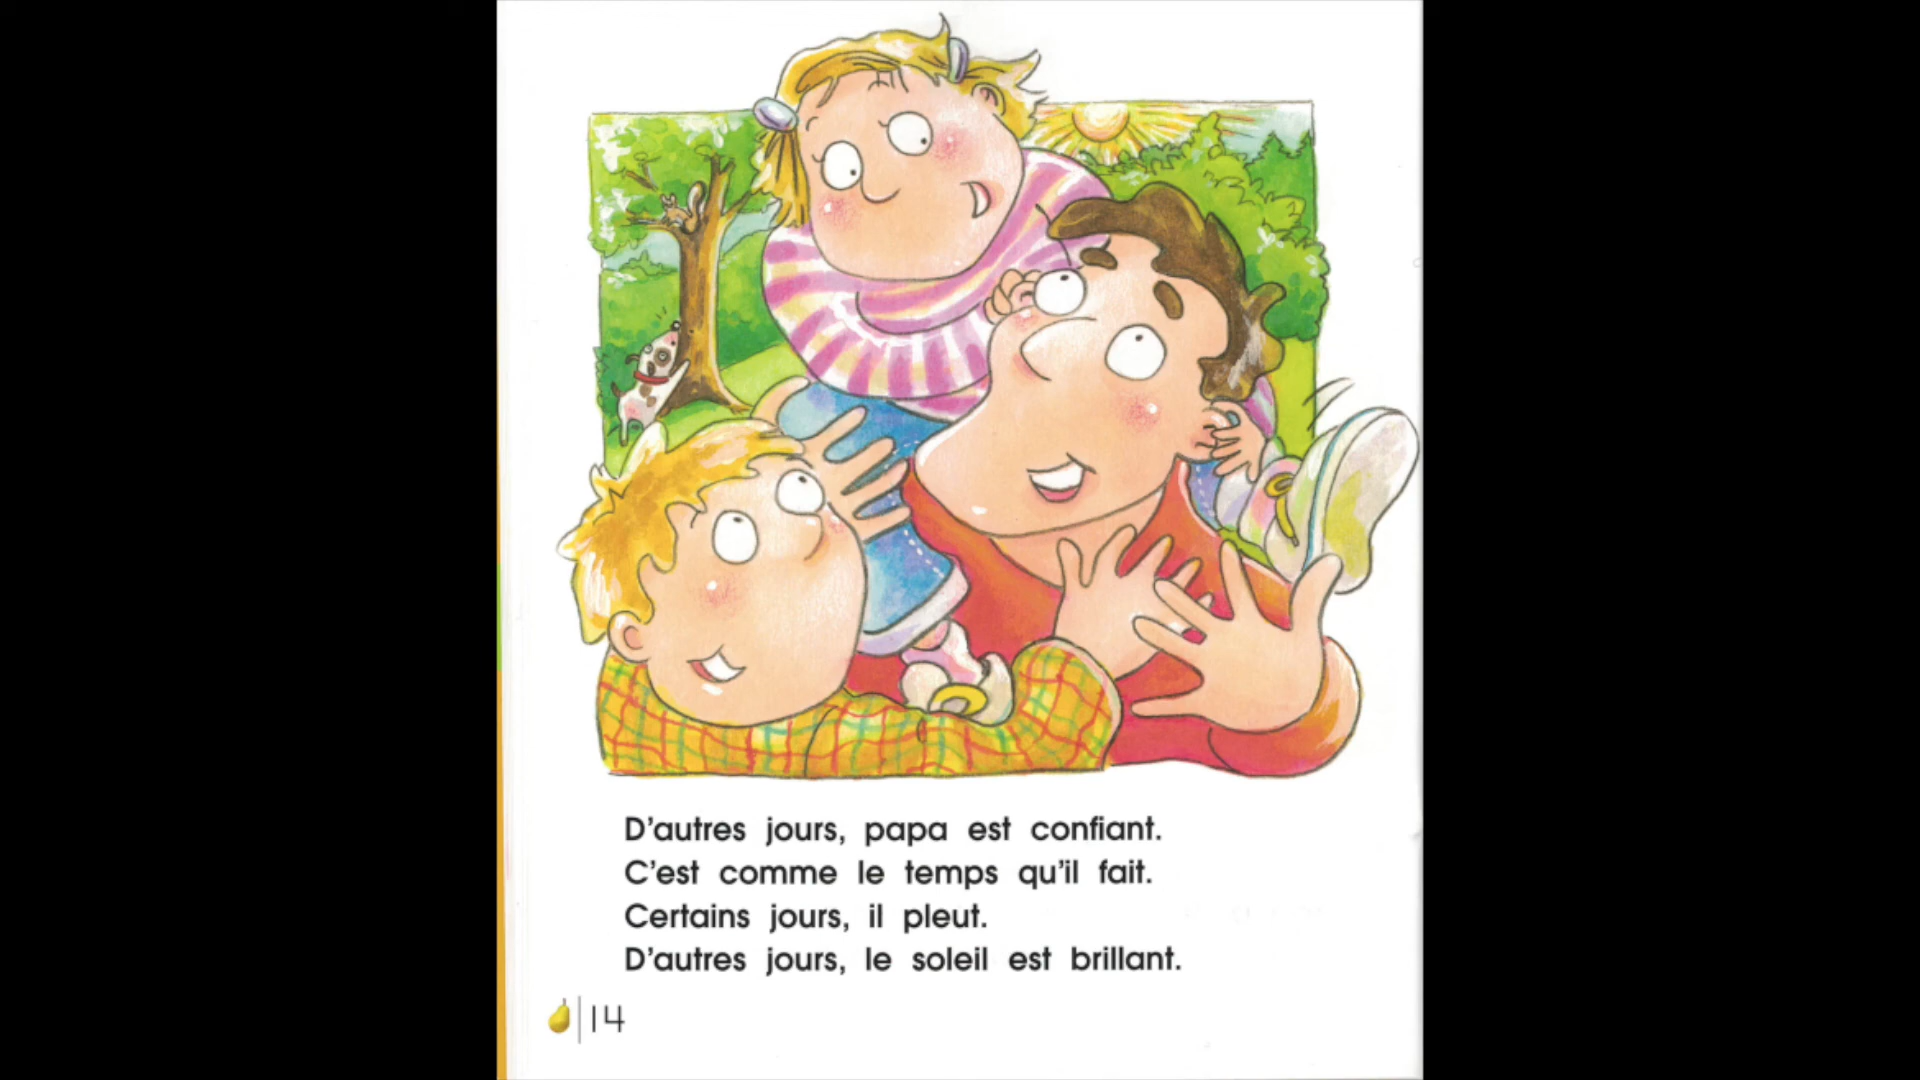 D'autres jours, papa est confiant.
C'est comme le temps qu'il fait.
Certains jours, il pleut.
D'autres jours, le soleil est brillant.
14